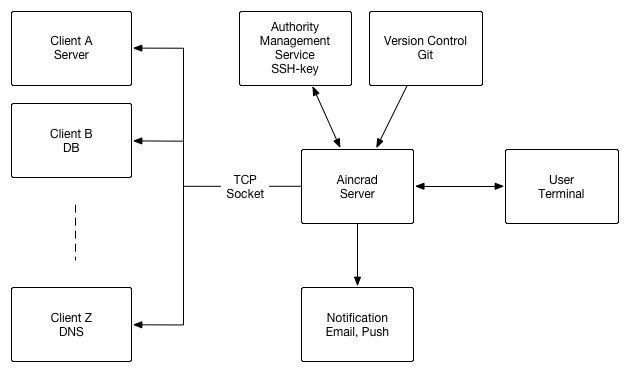 Client A
Server
Authority
Management
Service
SSH-key
Version Control
Git
Client B
DB
TCP
Socket
Aincrad
Server
User
Terminal
Client Z
DNS
Notification
Email, Push